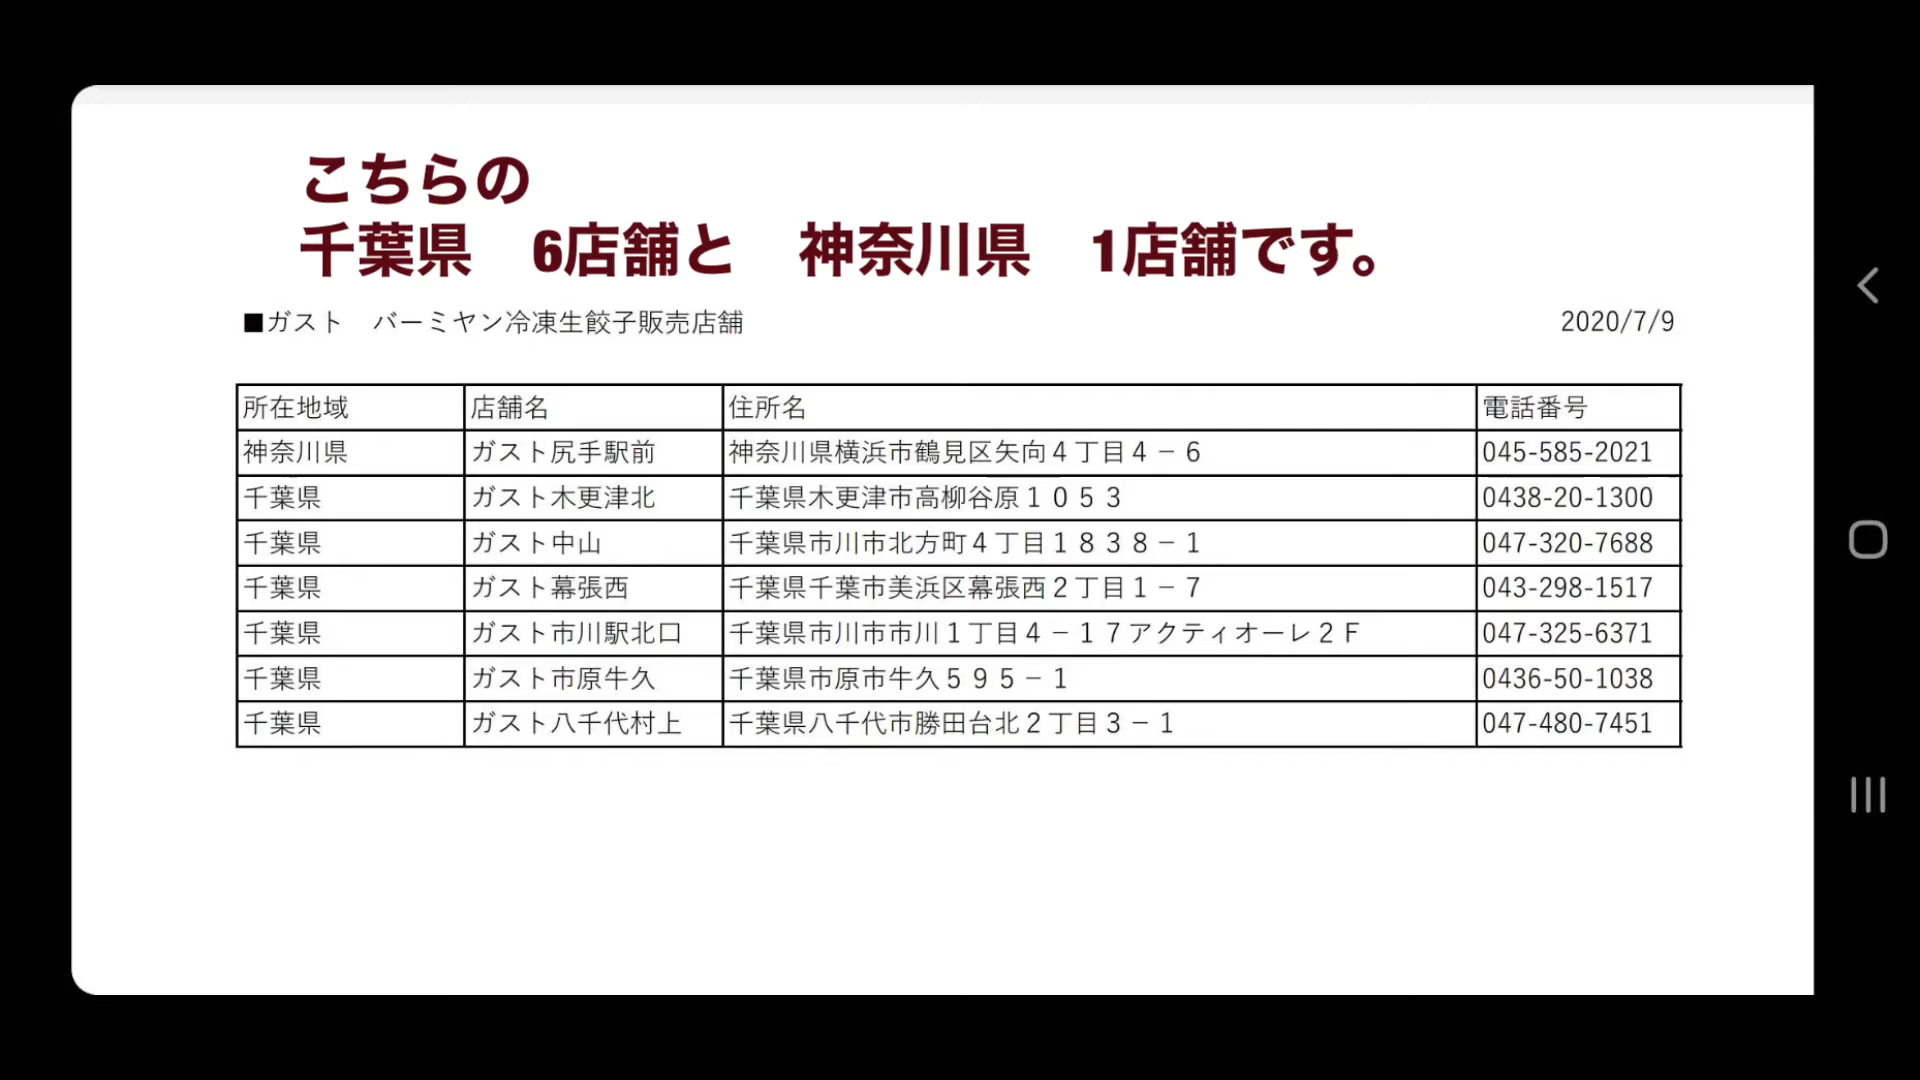 こちらの
千葉県　6店舗と　神奈川県　1店舗です。
■ガスト　バーミヤン冷凍生餃子販売店舗　2020/7/9
所在地域　店舗名　住所名　電話番号
神奈川県　ガスト尻手駅前　神奈川県横浜市鶴見区矢向４丁目４－６　045-585-2021
千葉県　ガスト木更津北　千葉県木更津市高柳谷原１０５３　0438-20-1300
千葉県　ガスト中山　千葉県市川市北方町４丁目１８３８－１　047-320-7688
千葉県　ガスト幕張西　千葉県千葉市美浜区幕張西２丁目１－７　043-298-1517
千葉県　ガスト市川駅北口　千葉県市川市市川１丁目４－１７アクティオーレ２Ｆ　047-325-6371
千葉県　ガスト市原牛久　千葉県市原市牛久５９５－１　0436-50-1038
千葉県　ガスト八千代村上　千葉県八千代市勝田台北２丁目３－１　047-480-7451